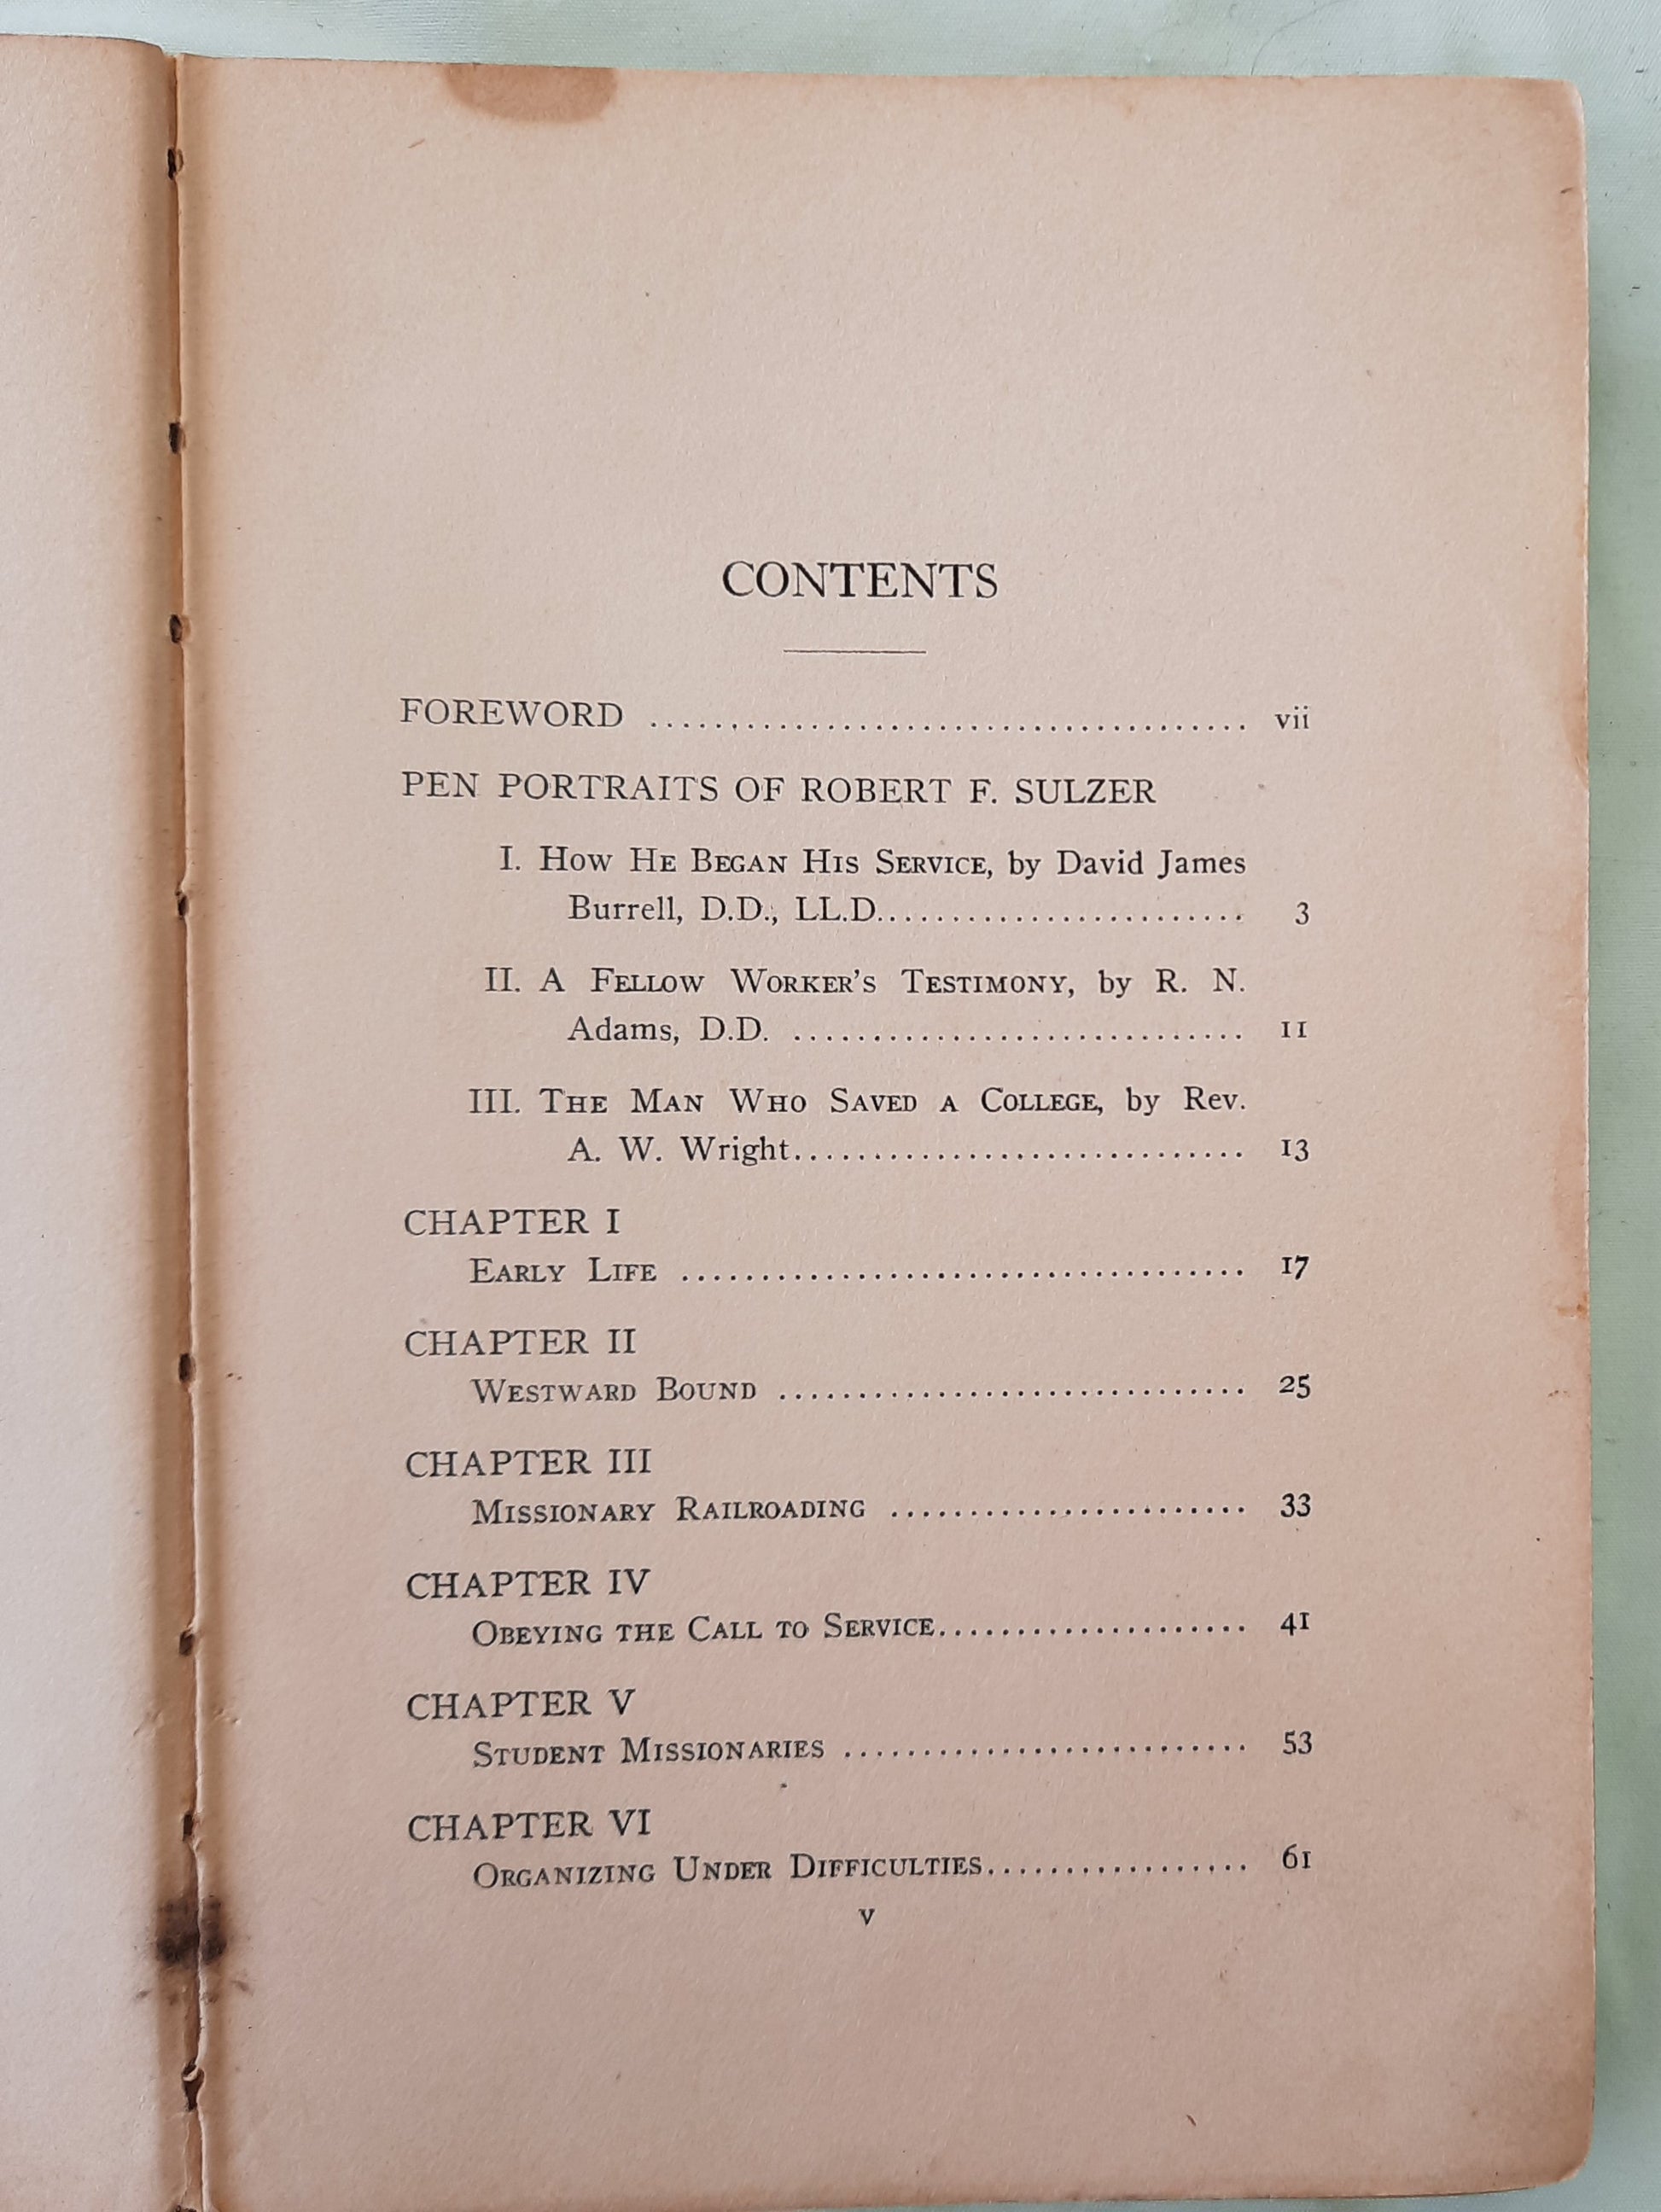 CONTENTS
FOREWORD ...................................... vii
PEN PORTRAITS OF ROBERT F. SULZER
I. How He Began His Service, by David James
Burrell, D.D., LL.D....................... 3
II. A Fellow Worker's Testimony, by R. N.
Adams, D.D. ............................. 11
III. The Man Who Saved a College, by Rev.
A. W. Wright............................. 13
CHAPTER I
Early Life .................................... 17
CHAPTER II
Westward Bound .............................. 25
CHAPTER III
Missionary Railroading ....................... 33
CHAPTER IV
Obeying the Call to Service.................... 41
CHAPTER V
Student Missionaries .......................... 53
CHAPTER VI
Organizing Under Difficulties................. 61
v